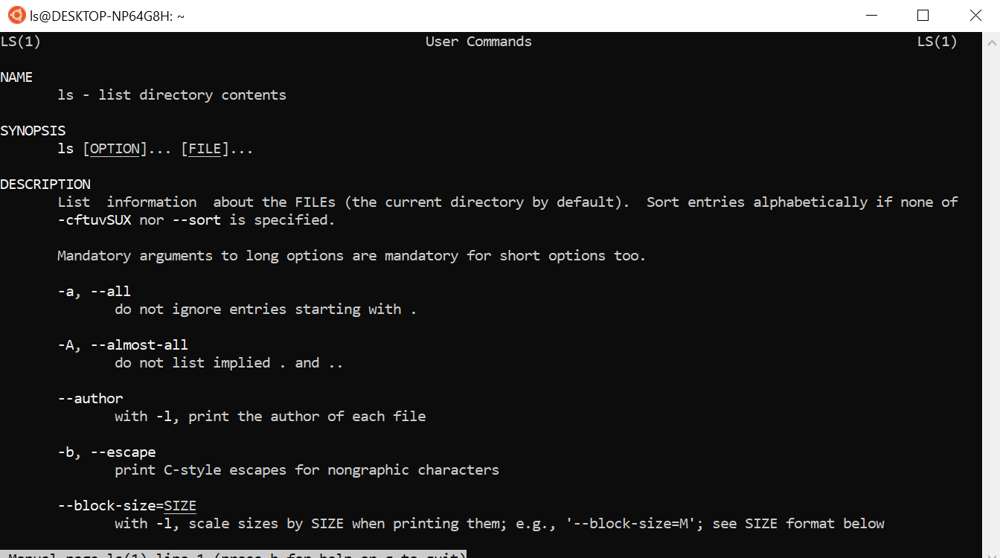 ls@DESKTOP-NP64G8H: ~
LS(1) User Commands LS(1)
NAME
ls - list directory contents
SYNOPSIS
ls [OPTION]... [FILE]...
DESCRIPTION
List information about the FILEs (the current directory by default). Sort entries alphabetically if none of
-cftuvSUX nor --sort is specified.
Mandatory arguments to long options are mandatory for short options too.
-a, --all
do not ignore entries starting with .
-A, --almost-all
do not list implied . and ..
--author
with -l, print the author of each file
-b, --escape
print C-style escapes for nongraphic characters
--block-size=SIZE
with -l, scale sizes by SIZE when printing them; e.g., '--block-size=M'; see SIZE format below
Manual page ls(1) line 1 (press h for help or q to quit)